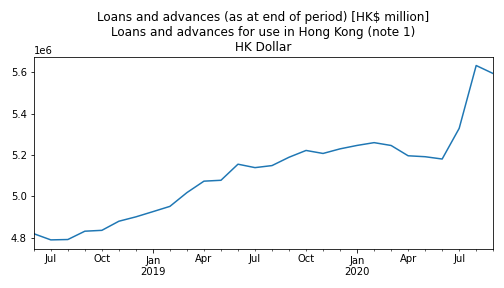 Loans and advances (as at end of period) [HK$ million]
Loans and advances for use in Hong Kong (note 1)
HK Dollar
1e6
5.6
5.4
5.2
5.0
4.8
Jul Oct Jan Apr Jul Oct Jan Apr Jul
2019 2020